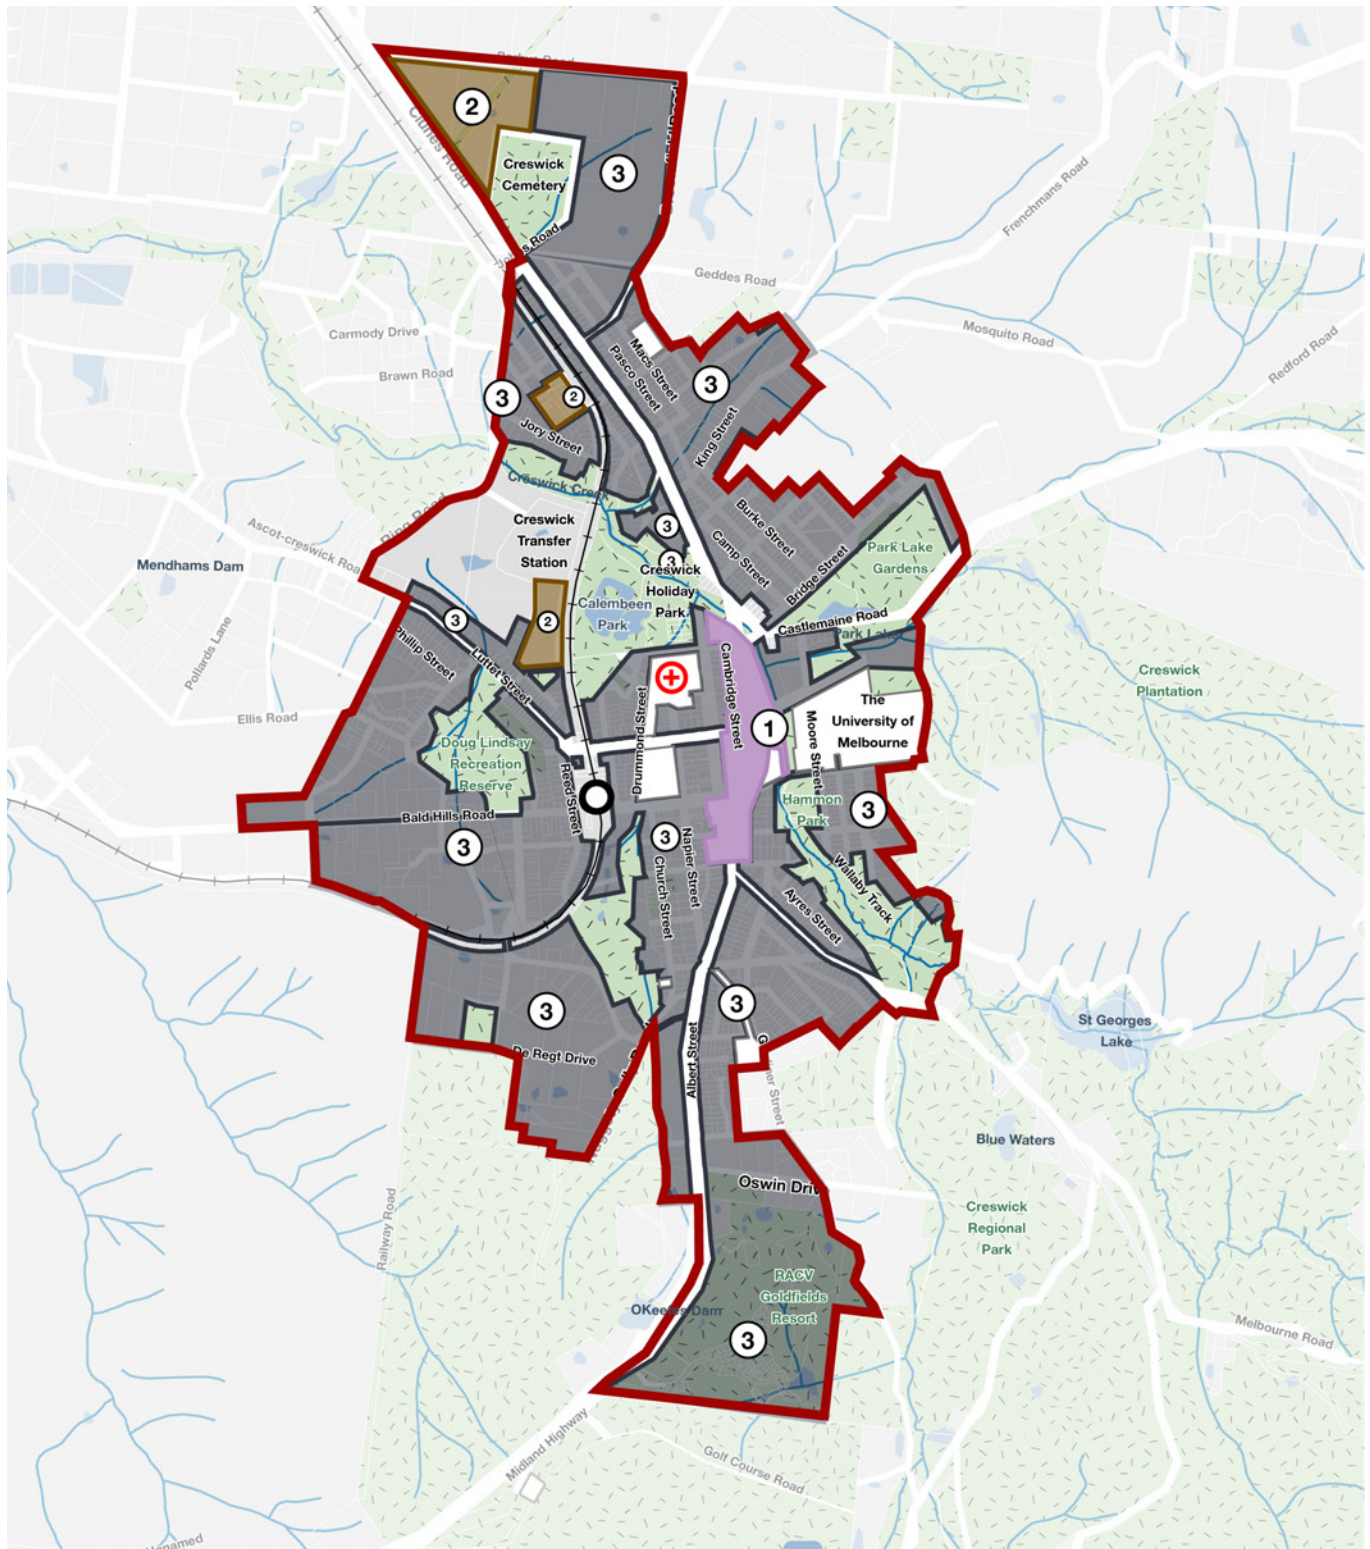 2
Clunes Road
Creswick
Cemetery
3
Road
Geddes Road
Frenchmans Road
Mosquito Road
Redford Road
Carmody Drive
Brawn Road
Macs Street
Pasco Street
3
3
2
Jory Street
King Street
Creswick Creek
Ring Road
Creswick
Transfer
Station
Ascot-creswick Road
Mendhams Dam
3
Burke Street
Camp Street
Bridge Street
Park Lake
Gardens
3
Creswick
Holiday
Park
Calembeen
Park
Castlemaine Road
Park Lake
3
2
Phillip Street
Luttet Street
Pollards Lane
Ellis Road
Cambridge Street
Drummond Street
1
Moore Street
The
University of
Melbourne
Creswick
Plantation
Doug Lindsay
Recreation
Reserve
Reed Street
Bald Hills Road
3
3
Napier Street
Church Street
Hammon
Park
3
Wallaby Track
Ayres Street
3
De Regt Drive
3
Albert Street
St Georges
Lake
Blue Waters
Railway Road
Oswin Drive
Creswick
Regional
Park
RACV
Goldfields
Resort
OKeefes Dam
3
Melbourne Road
Midland Highway
Golf Course Road